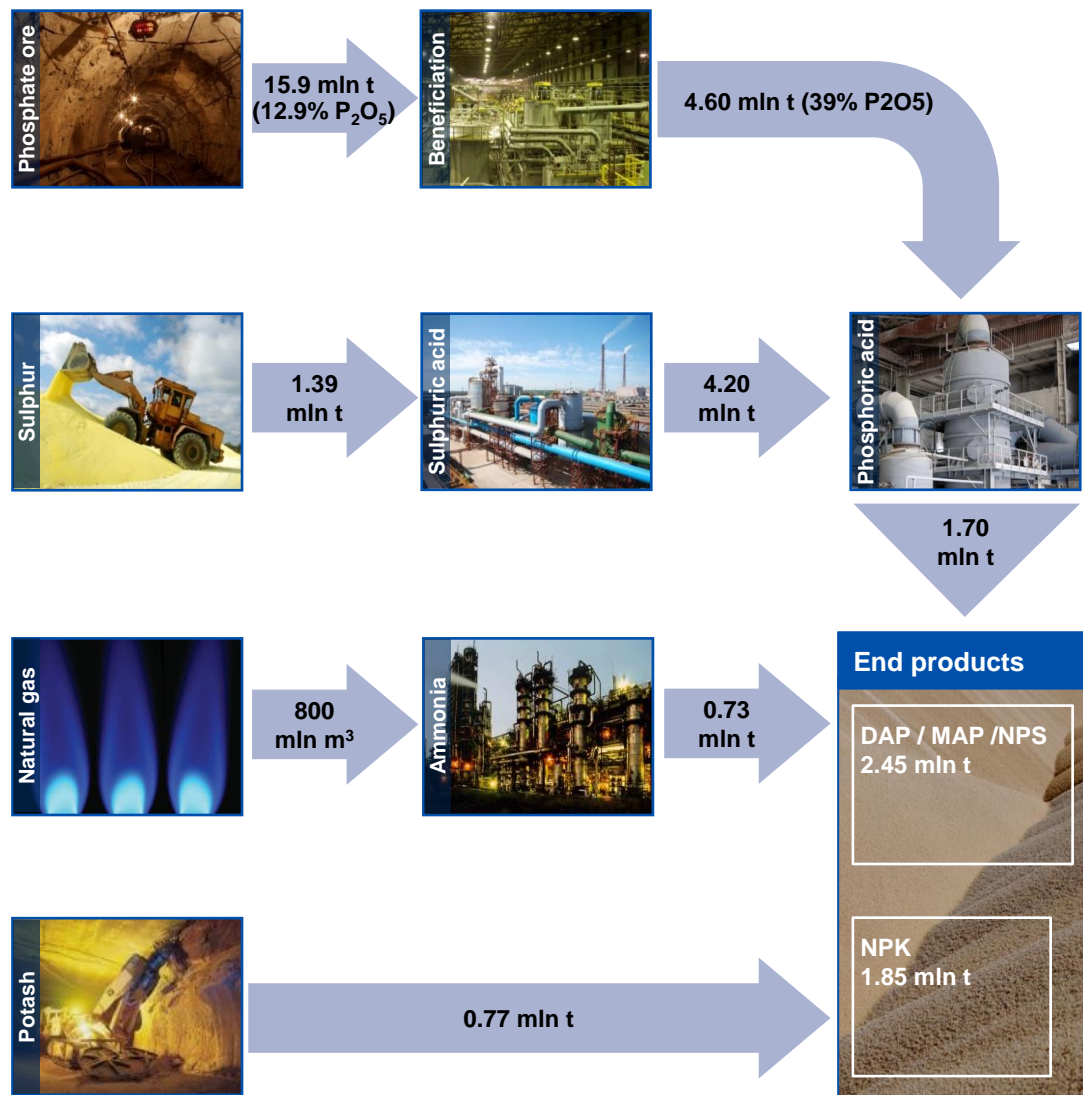 Phosphate ore
15.9 mln t
(12.9% P₂O₅)
Beneficiation
4.60 mln t (39% P2O5)
Sulphur
1.39
mln t
Sulphuric acid
4.20
mln t
Phosphoric acid
1.70
mln t
Natural gas
800
mln m³
Ammonia
0.73
mln t
End products
DAP / MAP /NPS
2.45 mln t
Potash
0.77 mln t
NPK
1.85 mln t